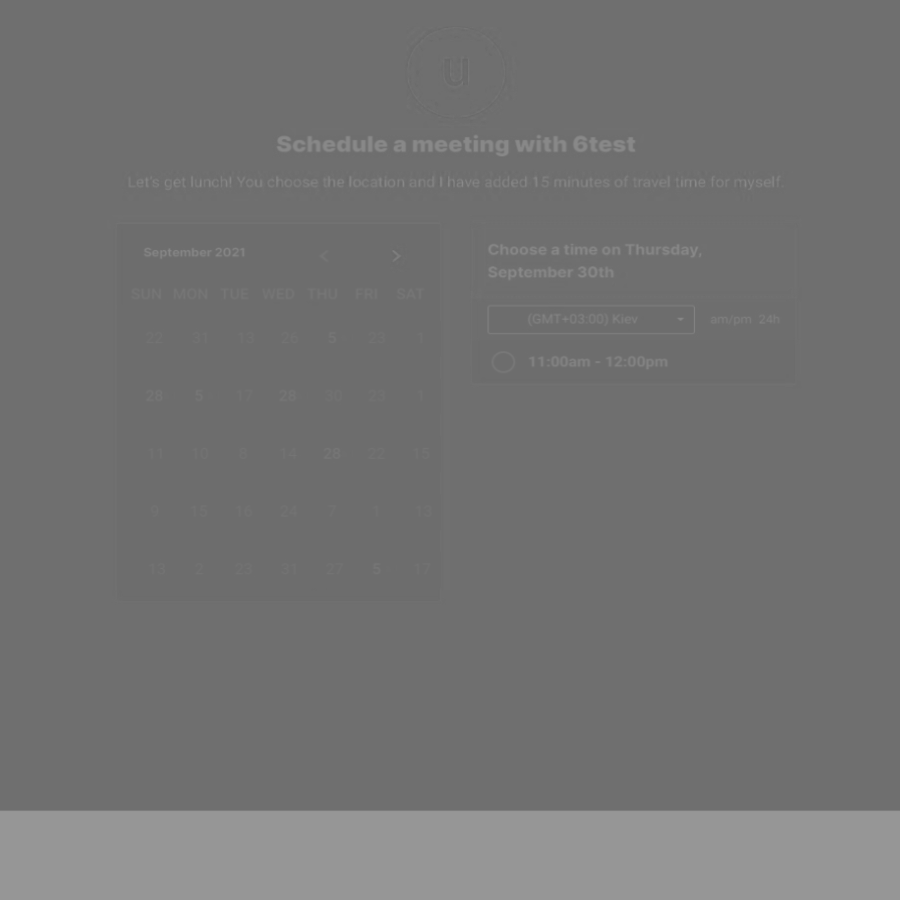 u
Schedule a meeting with 6test
Let's get lunch! You choose the location and I have added 15 minutes of travel time for myself.
September 2021
SUN MON TUE WED THU FRI SAT
22 31 13 26 5 23 1
28 5 17 28 30 23 1
11 10 8 14 28 22 15
9 15 16 24 7 1 13
13 2 23 31 27 5 17
Choose a time on Thursday,
September 30th
(GMT+03:00) Kiev am/pm 24h
11:00am - 12:00pm